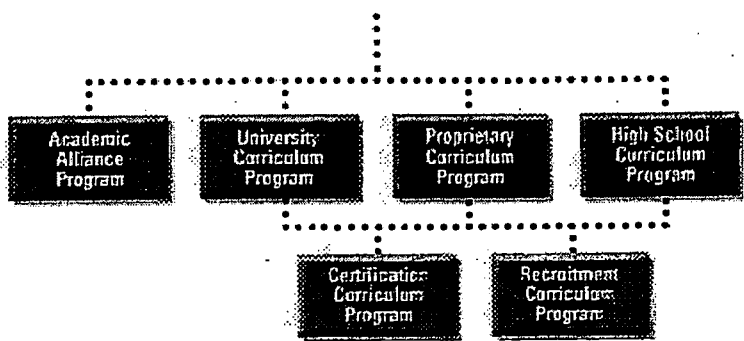 Academic
Alliance
Program
University
Curriculum
Program
Proprietary
Curriculum
Program
High School
Curriculum
Program
Certification
Curriculum
Program
Recruitment
Curriculum
Program